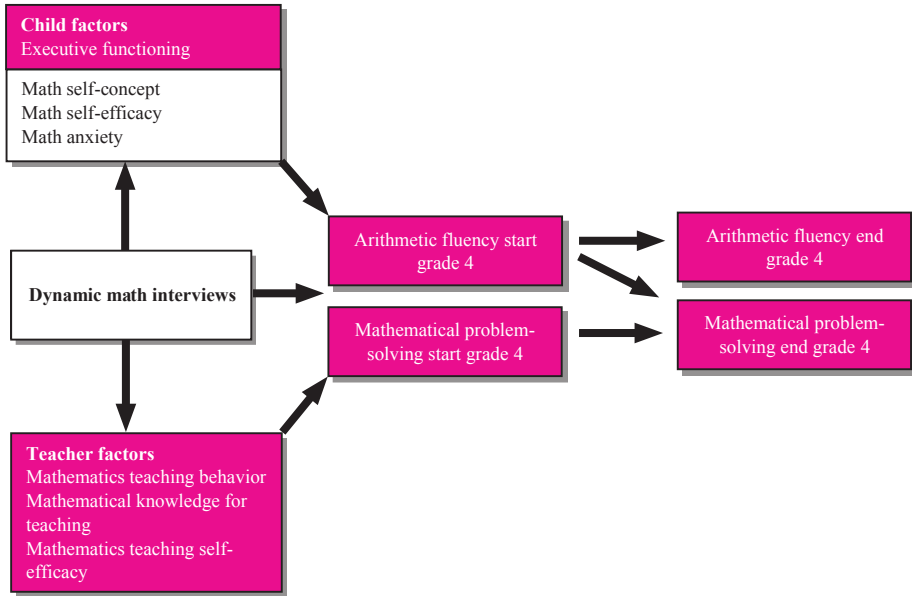 Child factors
Executive functioning
Math self-concept
Math self-efficacy
Math anxiety
Dynamic math interviews
Teacher factors
Mathematics teaching behavior
Mathematical knowledge for
teaching
Mathematics teaching self-
efficacy
Arithmetic fluency start
grade 4
Mathematical problem-
solving start grade 4
Arithmetic fluency end
grade 4
Mathematical problem-
solving end grade 4